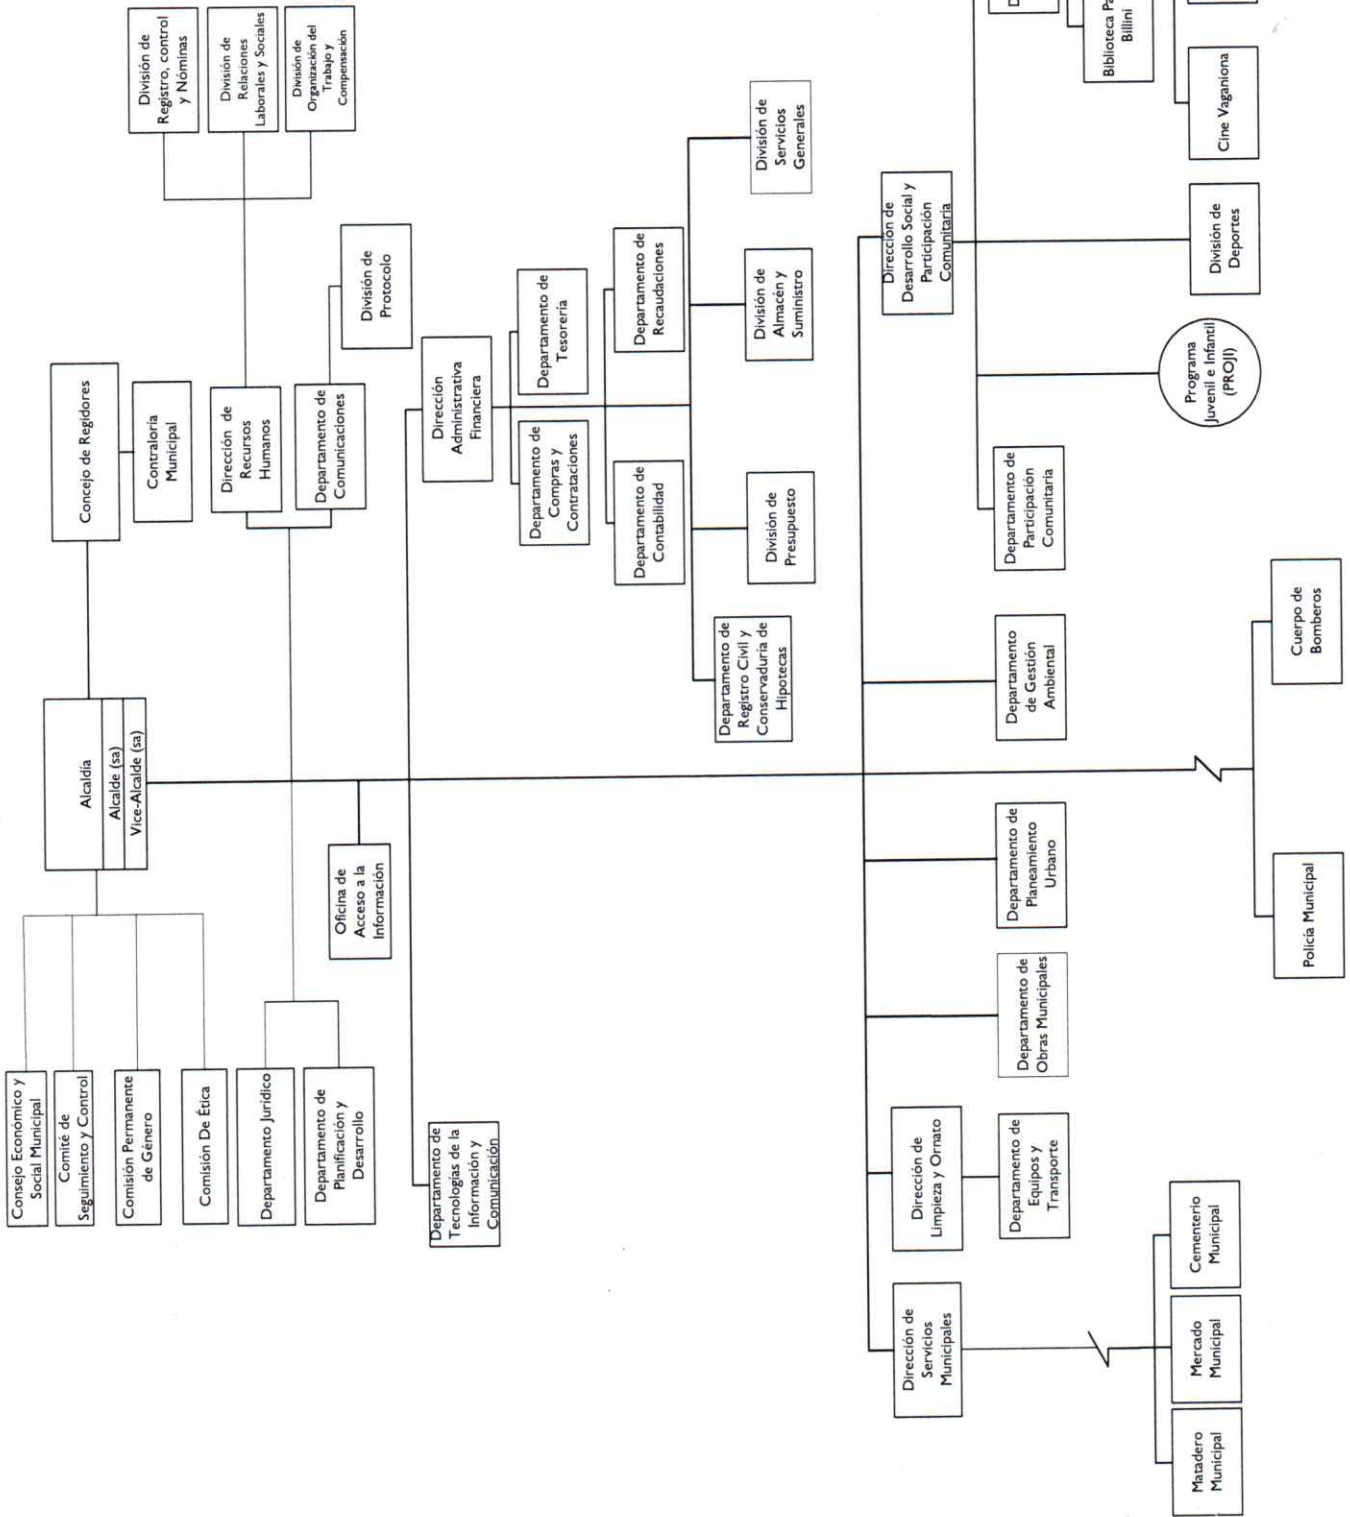 Consejo Económico y
Social Municipal
Comité de
Seguimiento y Control
Comisión Permanente
de Género
Comisión De Ética
Departamento Jurídico
Departamento de
Planificación y
Desarrollo
Alcaldía
Alcalde (sa)
Vice-Alcalde (sa)
Concejo de Regidores
Contraloría
Municipal
Dirección de
Recursos
Humanos
Departamento de
Comunicaciones
División de
Registro, control
y Nóminas
División de
Relaciones
Laborales y Sociales
División de
Organización del
Trabajo y
Compensación
División de
Protocolo
Oficina de
Acceso a la
Información
Departamento de
Tecnologías de la
Información y
Comunicación
Dirección
Administrativa
Financiera
Departamento de
Compras y
Contrataciones
Departamento de
Tesorería
Departamento de
Contabilidad
Departamento de
Recaudaciones
Departamento de
Registro Civil y
Conservaduría de
Hipotecas
División de
Presupuesto
División de
Almacén y
Suministro
División de
Servicios
Generales
Dirección de
Servicios
Municipales
Dirección de
Limpieza y Ornato
Departamento de
Equipos y
Transporte
Departamento de
Obras Municipales
Departamento de
Planeamiento
Urbano
Departamento
de Gestión
Ambiental
Dirección de
Desarrollo Social y
Participación
Comunitaria
Departamento de
Participación
Comunitaria
Programa
Juvenil e Infantil
(PROJI)
División de
Deportes
Cine Vaganiona
Biblioteca Pa
Billini
D
Matadero
Municipal
Mercado
Municipal
Cementerio
Municipal
Policía Municipal
Cuerpo de
Bomberos